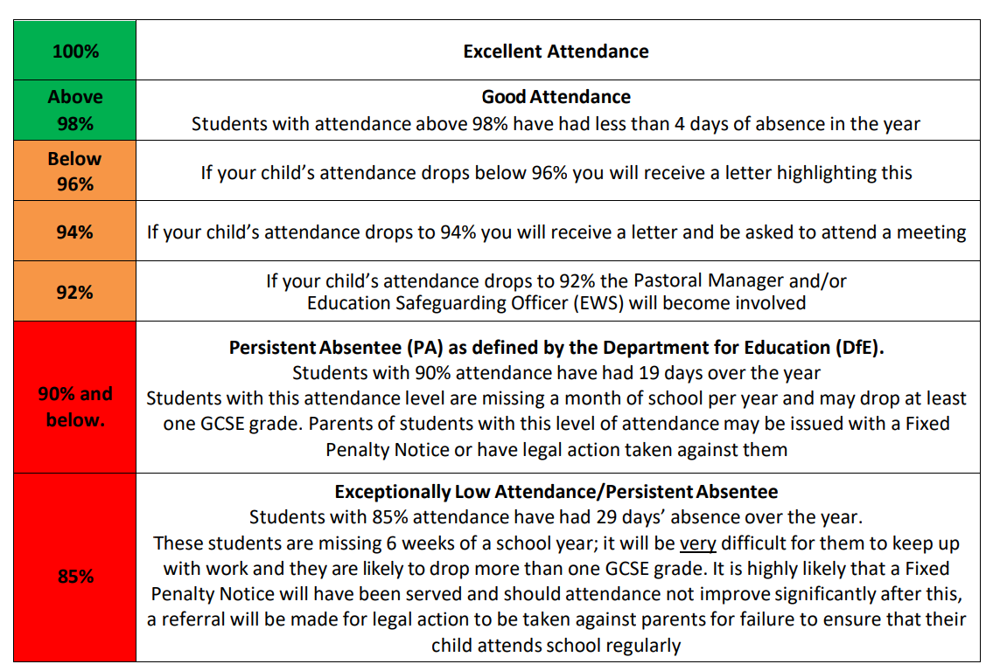 100%
Excellent Attendance
Above
98%
Good Attendance
Students with attendance above 98% have had less than 4 days of absence in the year
Below
96%
If your child’s attendance drops below 96% you will receive a letter highlighting this
94%
If your child’s attendance drops to 94% you will receive a letter and be asked to attend a meeting
92%
If your child’s attendance drops to 92% the Pastoral Manager and/or
Education Safeguarding Officer (EWS) will become involved
90% and
below.
Persistent Absentee (PA) as defined by the Department for Education (DfE).
Students with 90% attendance have had 19 days over the year
Students with this attendance level are missing a month of school per year and may drop at least
one GCSE grade. Parents of students with this level of attendance may be issued with a Fixed
Penalty Notice or have legal action taken against them
85%
Exceptionally Low Attendance/Persistent Absentee
Students with 85% attendance have had 29 days’ absence over the year.
These students are missing 6 weeks of a school year; it will be very difficult for them to keep up
with work and they are likely to drop more than one GCSE grade. It is highly likely that a Fixed
Penalty Notice will have been served and should attendance not improve significantly after this,
a referral will be made for legal action to be taken against parents for failure to ensure that their
child attends school regularly